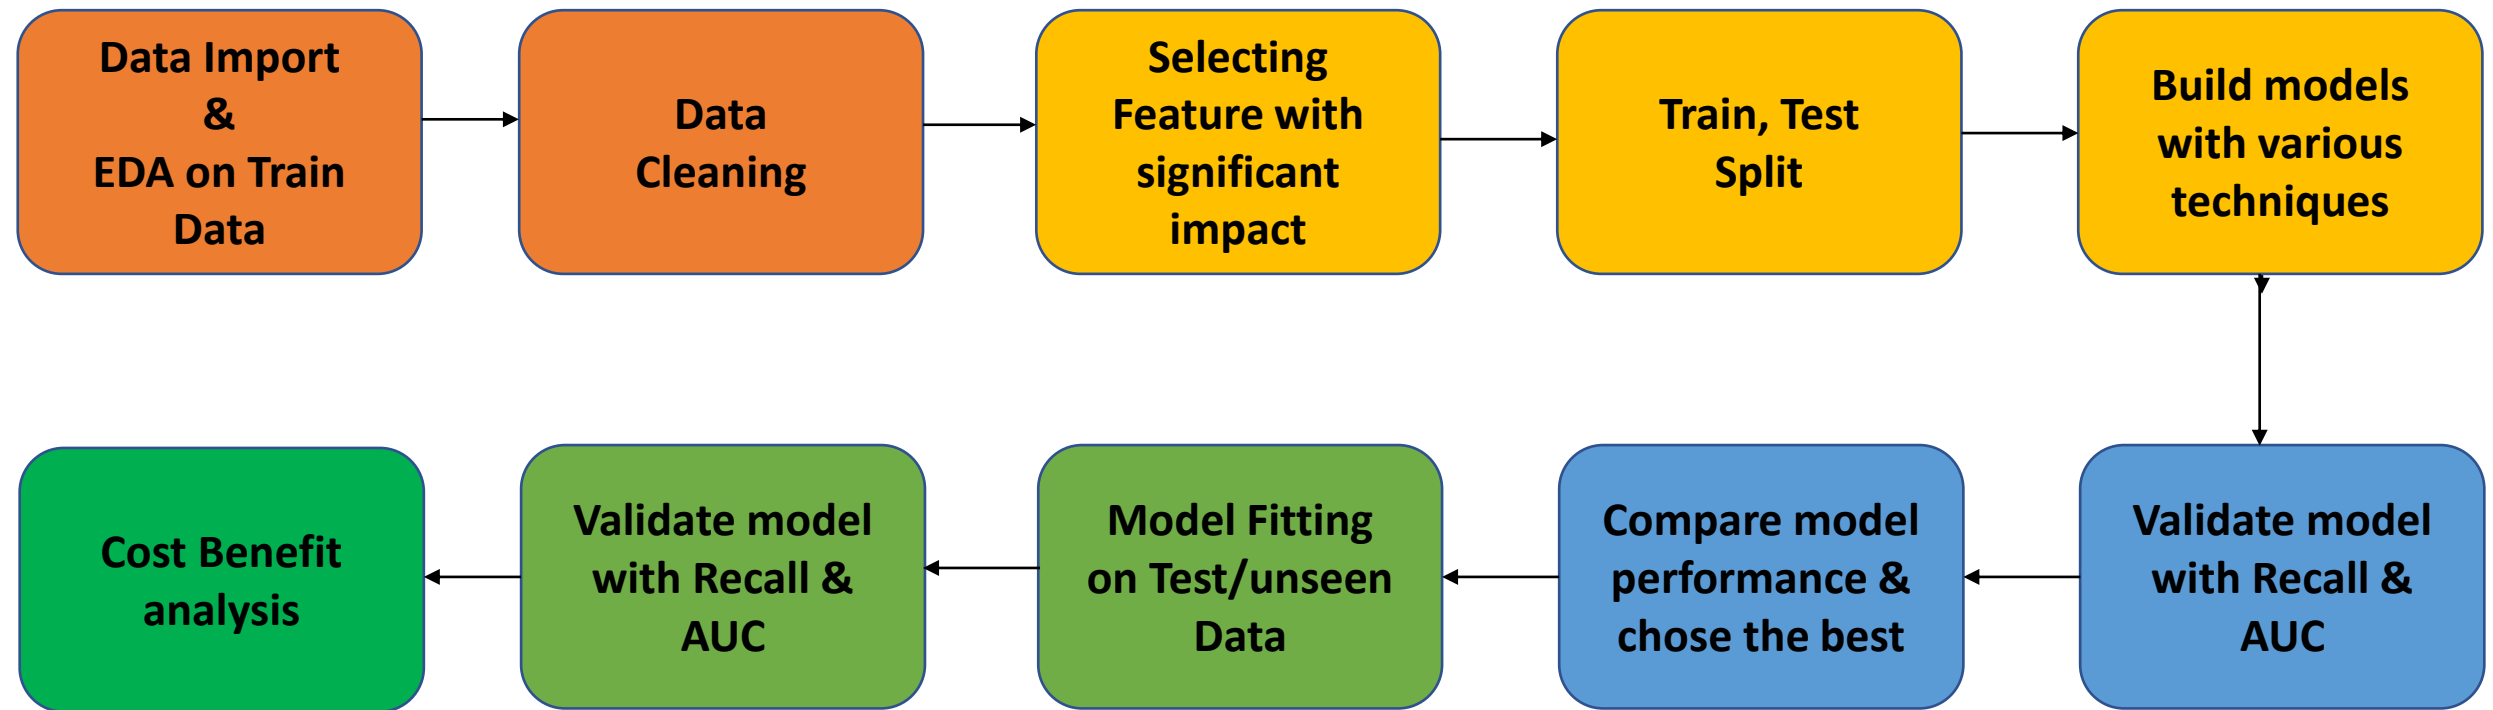 Data Import
&
EDA on Train
Data
Data
Cleaning
Selecting
Feature with
significant
impact
Train, Test
Split
Build models
with various
techniques
Validate model
with Recall &
AUC
Compare model
performance &
chose the best
Model Fitting
on Test/unseen
Data
Validate model
with Recall &
AUC
Cost Benefit
analysis